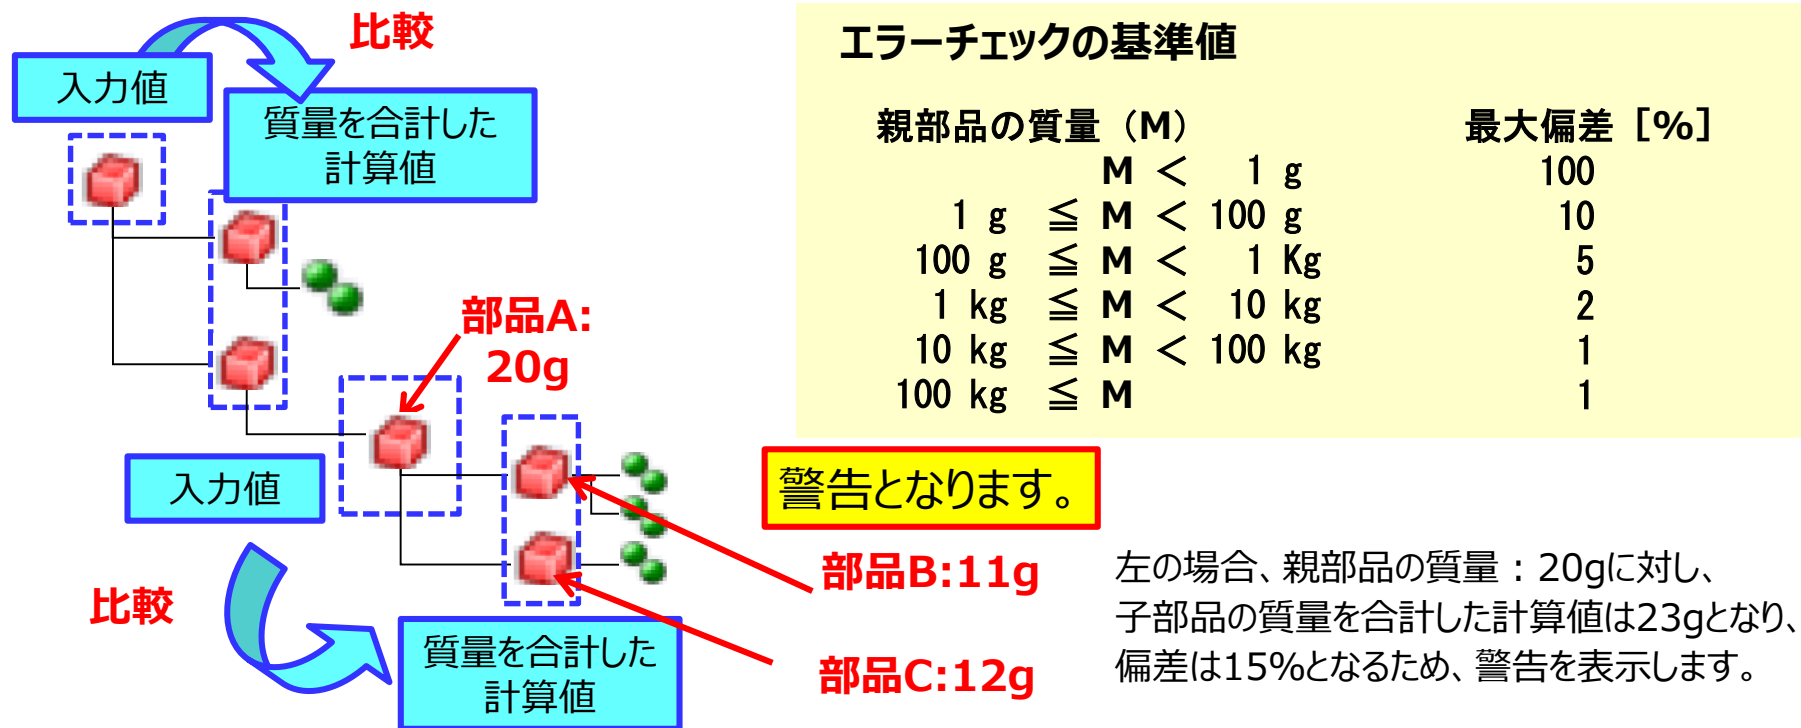 比較
入力値
質量を合計した
計算値
部品A:
20g
入力値
比較
質量を合計した
計算値
エラーチェックの基準値
親部品の質量（M） 最大偏差［%］
M ＜ 1 g 100
1 g ≦ M ＜ 100 g 10
100 g ≦ M ＜ 1 Kg 5
1 kg ≦ M ＜ 10 kg 2
10 kg ≦ M ＜ 100 kg 1
100 kg ≦ M 1
警告となります。
部品B:11g
部品C:12g
左の場合、親部品の質量：20gに対し、
子部品の質量を合計した計算値は23gとなり、
偏差は15%となるため、警告を表示します。